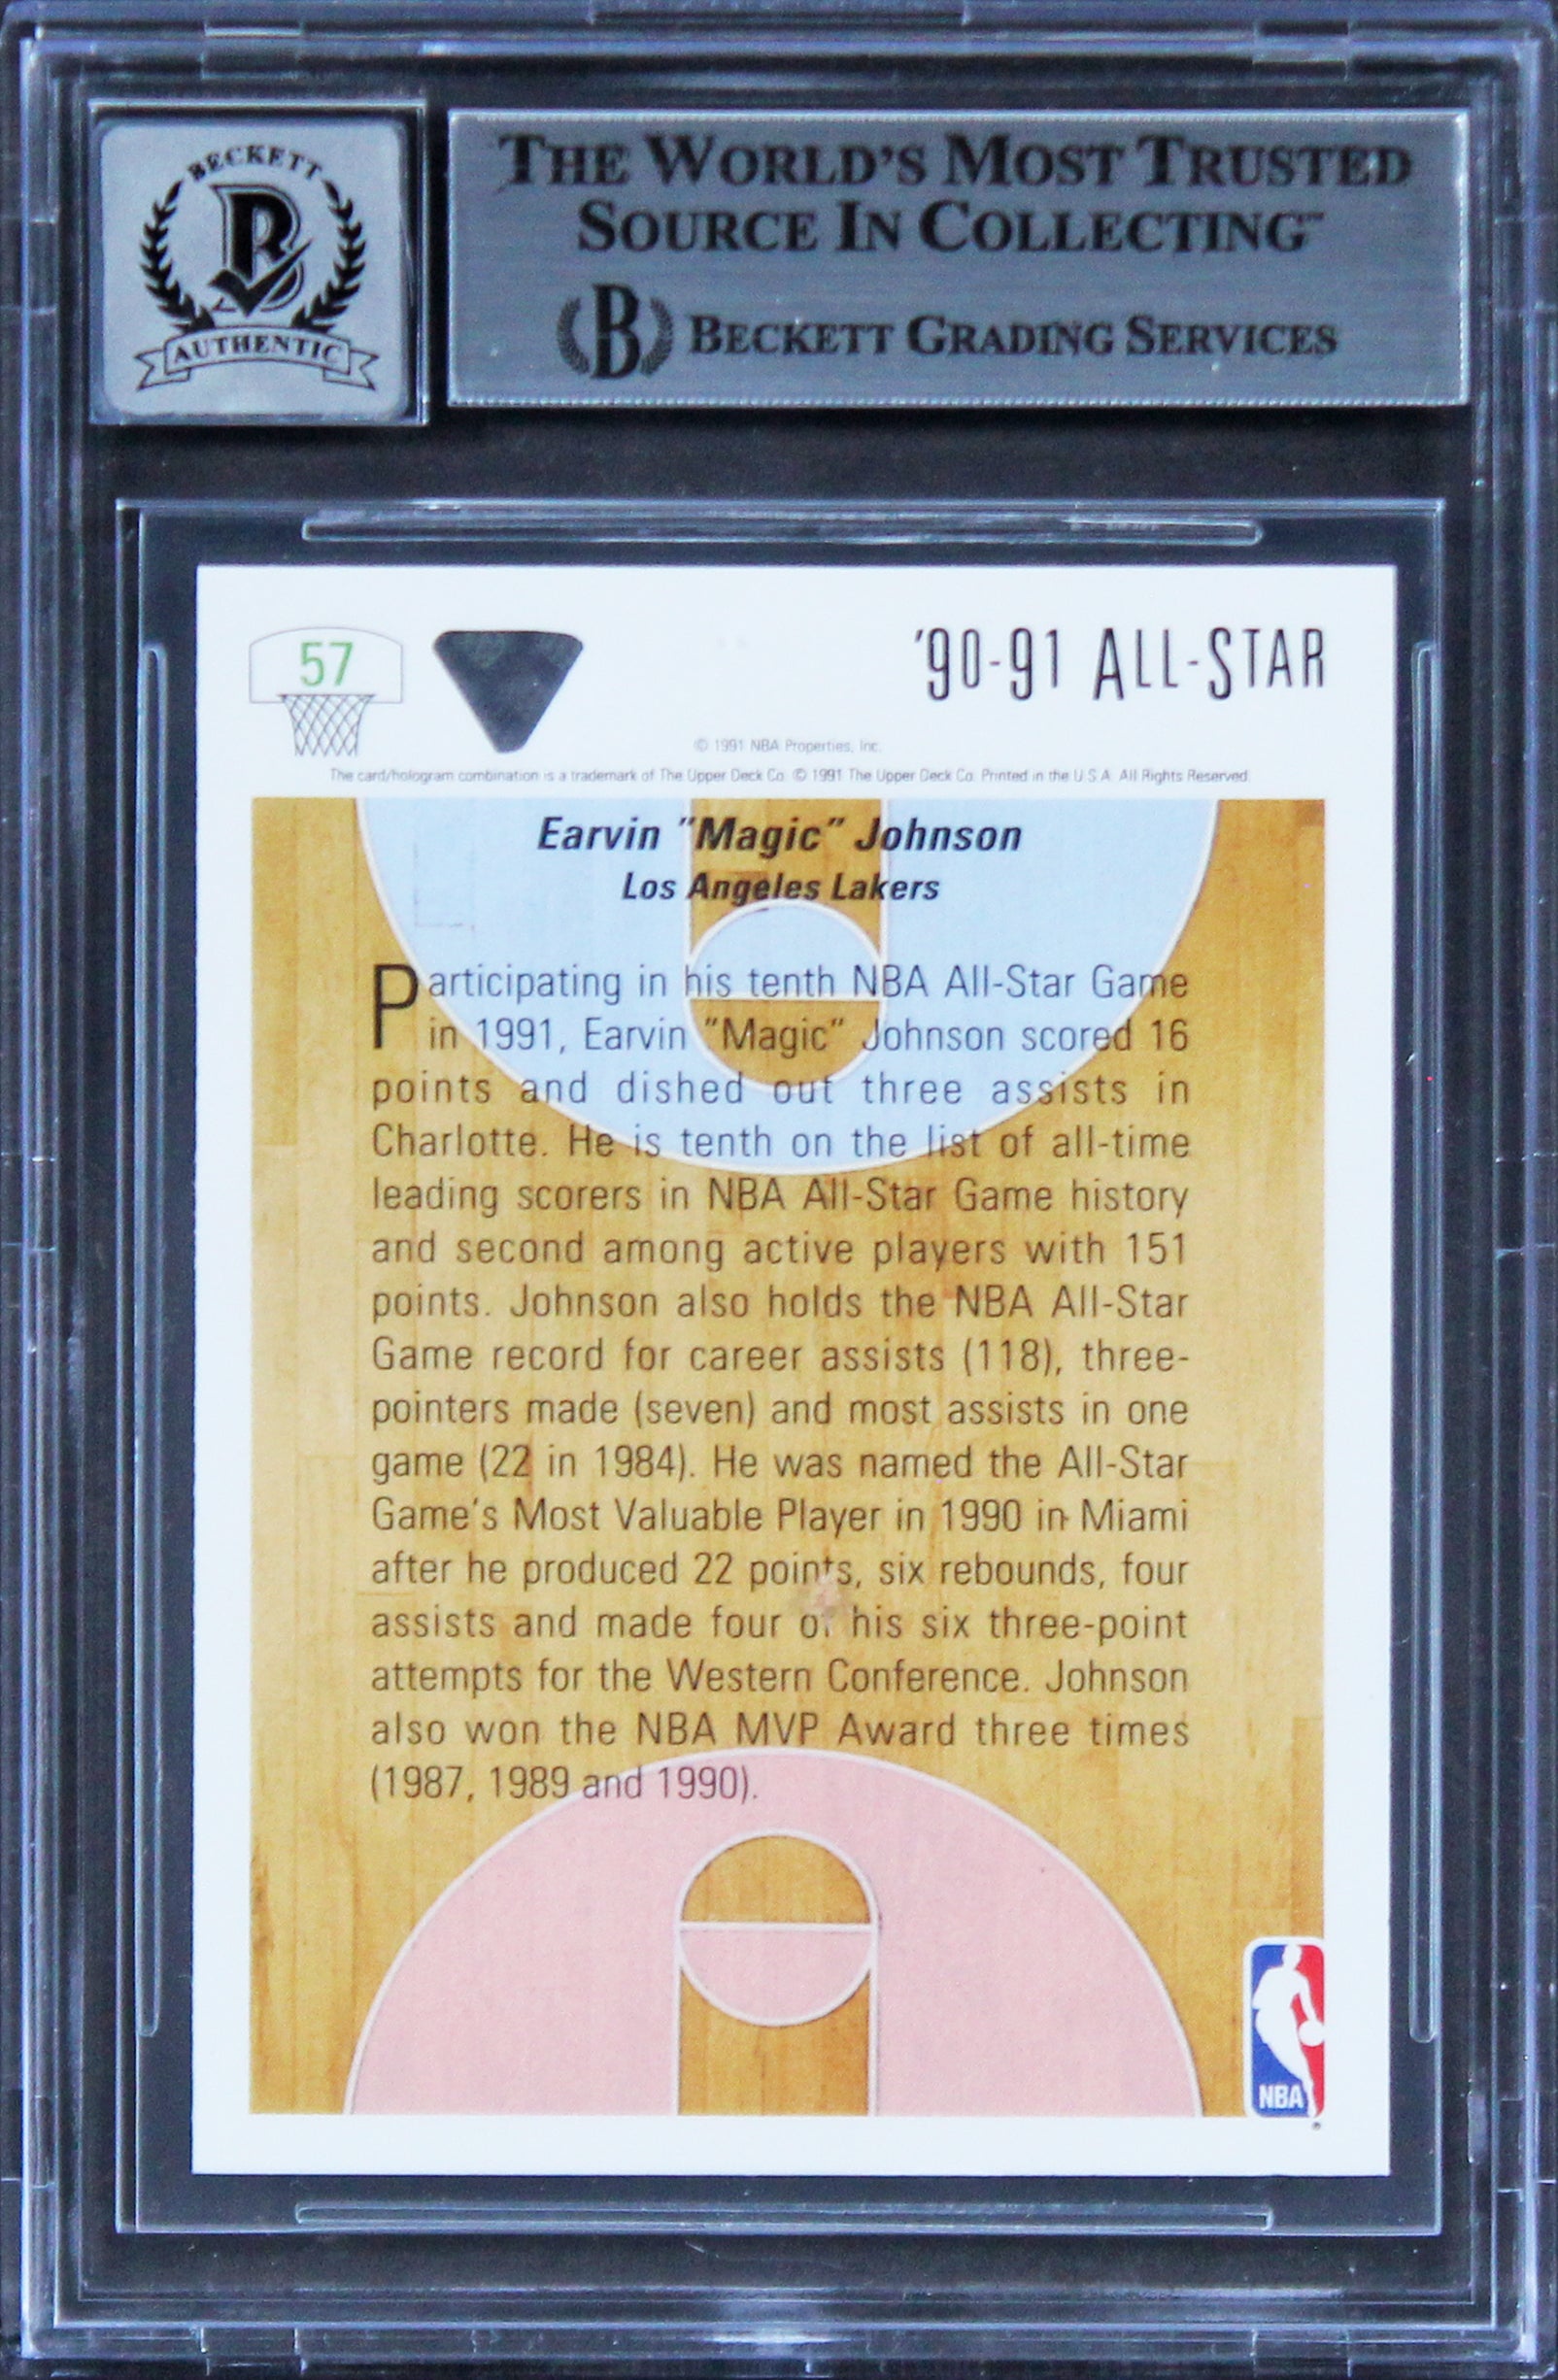 BECKETT
B
AUTHENTIC
THE WORLD'S MOST TRUSTED
SOURCE IN COLLECTING™
B BECKETT GRADING SERVICES
57
'90-91 ALL-STAR
© 1991 NBA Properties, Inc.
The card/hologram combination is a trademark of The Upper Deck Co. © 1991 The Upper Deck Co. Printed in the U.S.A. All Rights Reserved.
Earvin "Magic" Johnson
Los Angeles Lakers
Participating in his tenth NBA All-Star Game
in 1991, Earvin "Magic" Johnson scored 16
points and dished out three assists in
Charlotte. He is tenth on the list of all-time
leading scorers in NBA All-Star Game history
and second among active players with 151
points. Johnson also holds the NBA All-Star
Game record for career assists (118), three-
pointers made (seven) and most assists in one
game (22 in 1984). He was named the All-Star
Game's Most Valuable Player in 1990 in Miami
after he produced 22 points, six rebounds, four
assists and made four of his six three-point
attempts for the Western Conference. Johnson
also won the NBA MVP Award three times
(1987, 1989 and 1990).
NBA
®